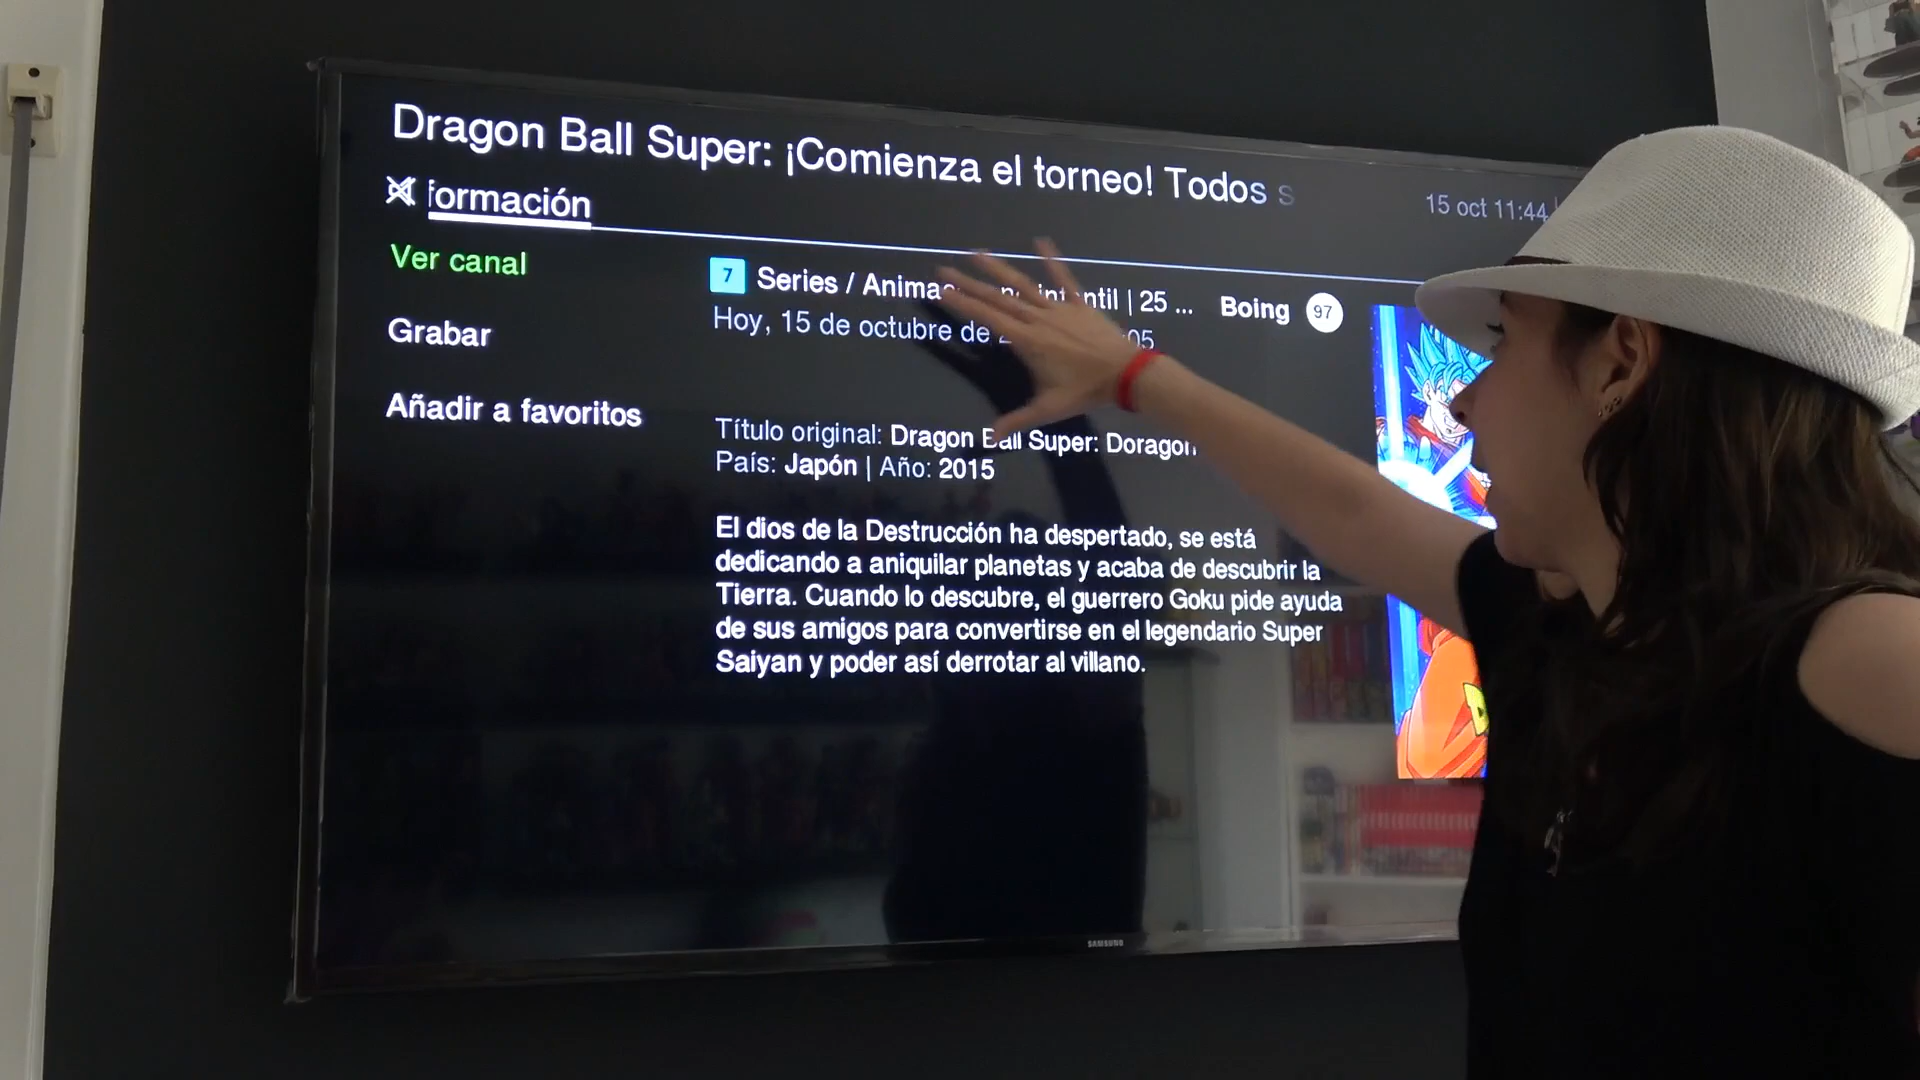 Dragon Ball Super: ¡Comienza el torneo! Todos s
15 oct 11:44
formación
Ver canal
Grabar
Añadir a favoritos
7 Series / infantil | 25 ... Boing 97
Hoy, 15 de octubre de 05
Título original: Dragon Ball Super: Doragon
País: Japón | Año: 2015
El dios de la Destrucción ha despertado, se está
dedicando a aniquilar planetas y acaba de descubrir la
Tierra. Cuando lo descubre, el guerrero Goku pide ayuda
de sus amigos para convertirse en el legendario Super
Saiyan y poder así derrotar al villano.
SAMSUNG